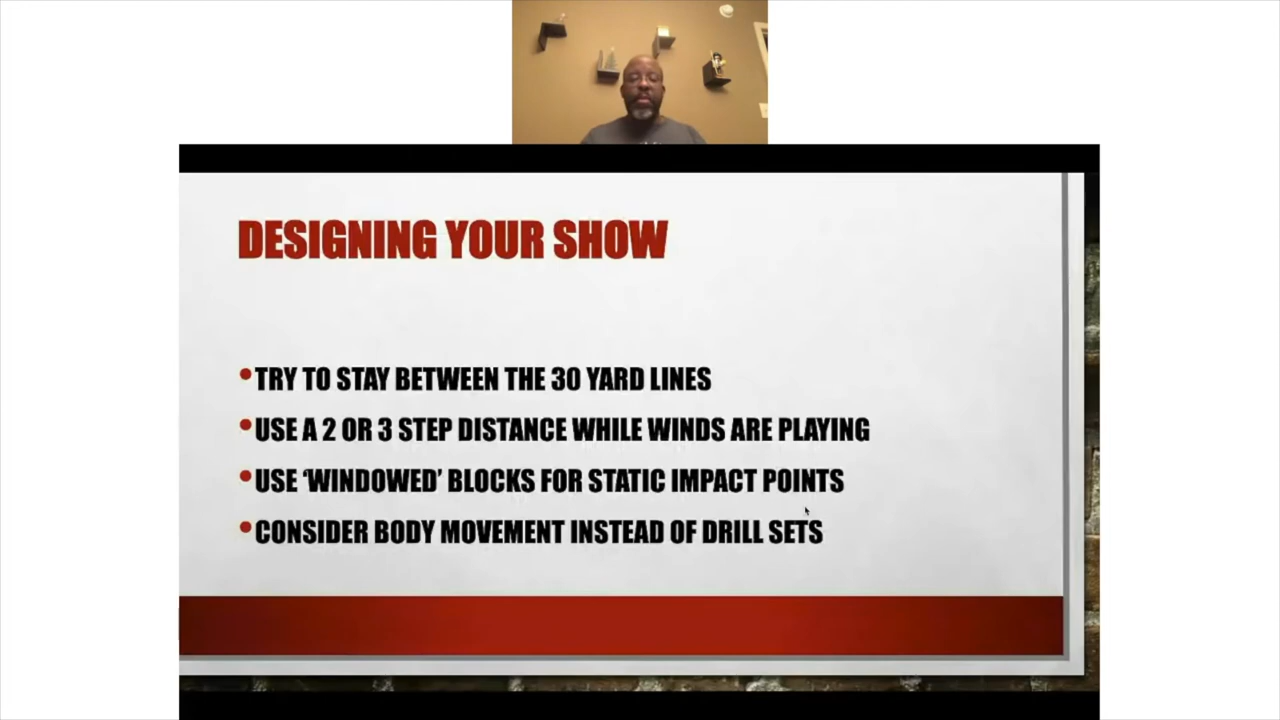 DESIGNING YOUR SHOW
•TRY TO STAY BETWEEN THE 30 YARD LINES
•USE A 2 OR 3 STEP DISTANCE WHILE WINDS ARE PLAYING
•USE ‘WINDOWED’ BLOCKS FOR STATIC IMPACT POINTS
•CONSIDER BODY MOVEMENT INSTEAD OF DRILL SETS